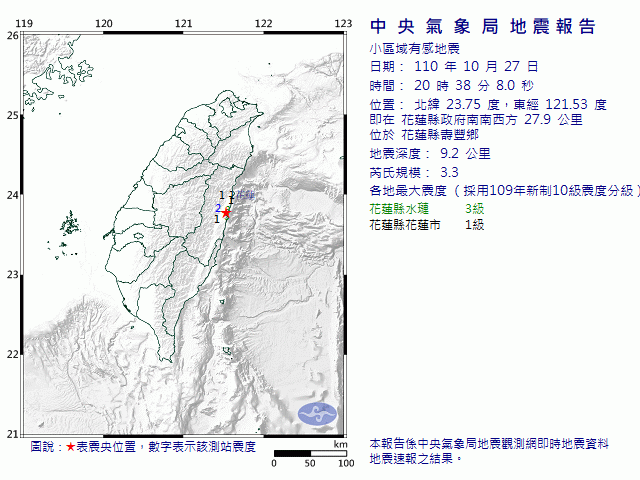 119 120 121 122 123
26
25
24
23
22
21
1
1
2
1
圖說：★表震央位置，數字表示該測站震度
km
0 50 100
中央氣象局地震報告
小區域有感地震
日期： 110 年 10 月 27 日
時間： 20 時 38 分 8.0 秒
位置： 北緯 23.75 度，東經 121.53 度
即在 花蓮縣政府南南西方 27.9 公里
位於 花蓮縣壽豐鄉
地震深度： 9.2 公里
芮氏規模： 3.3
各地最大震度（採用109年新制10級震度分級）
花蓮縣水璉 3級
花蓮縣花蓮市 1級
本報告係中央氣象局地震觀測網即時地震資料
地震速報之結果。